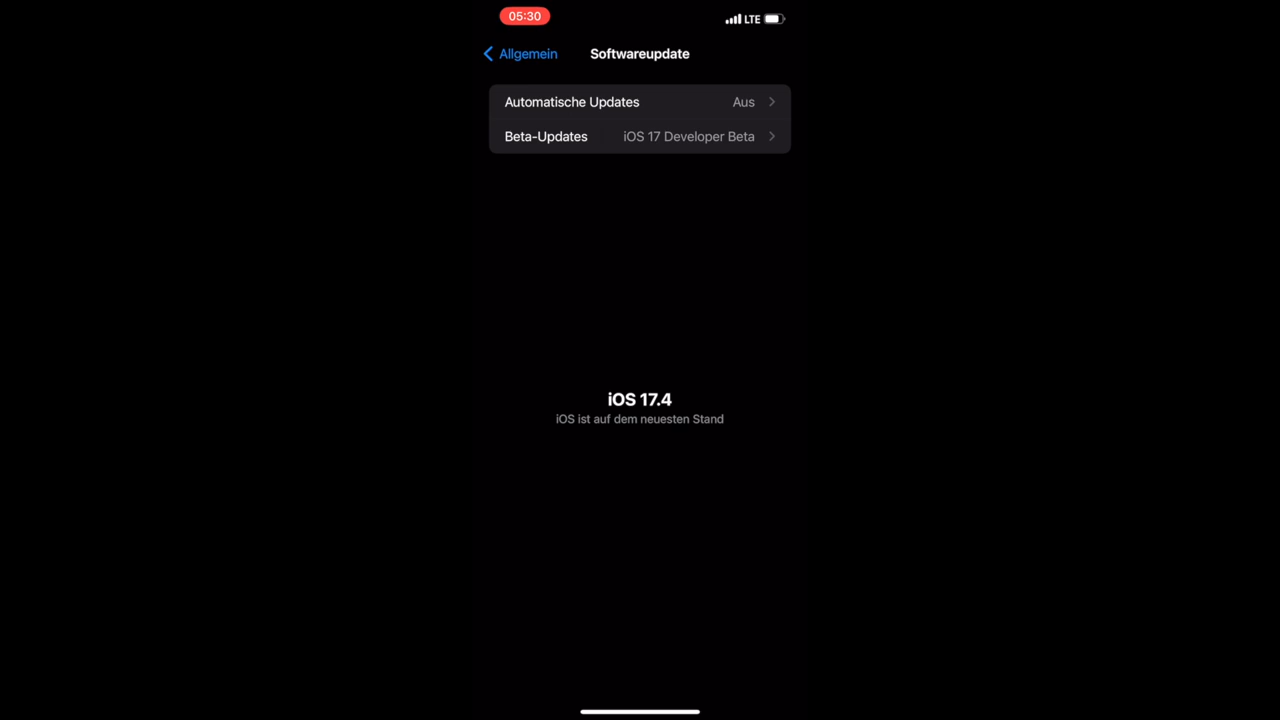 05:30
LTE
Allgemein
Softwareupdate
Automatische Updates Aus
Beta-Updates iOS 17 Developer Beta
iOS 17.4
iOS ist auf dem neuesten Stand